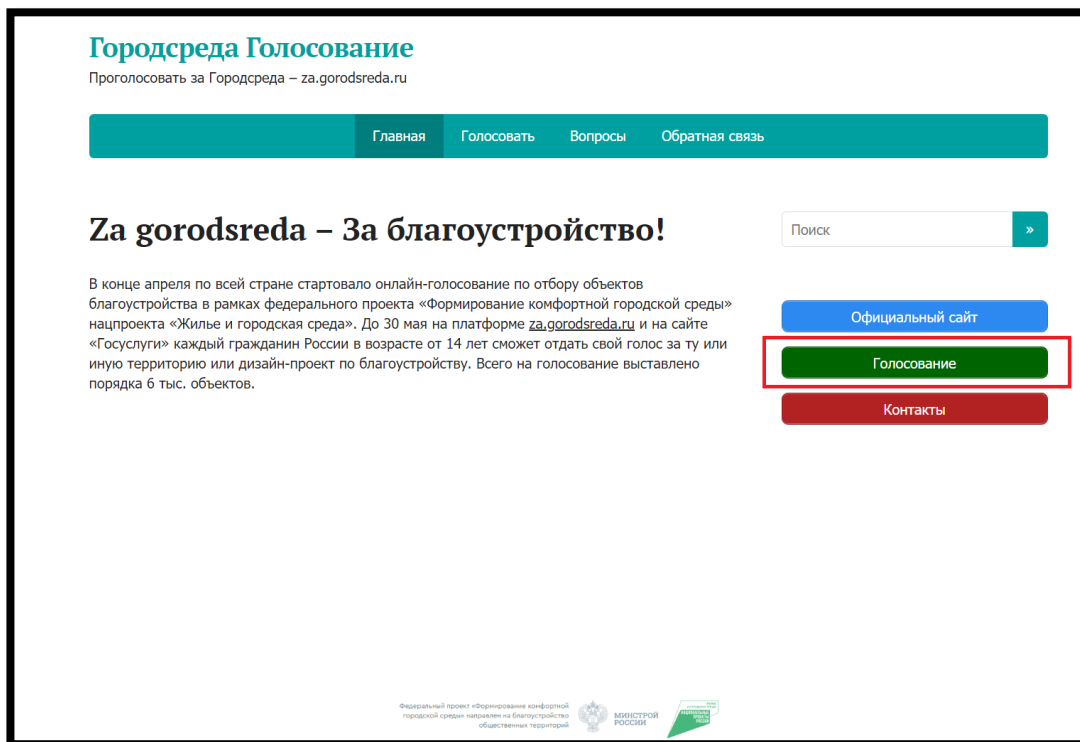 Городсреда Голосование
Проголосовать за Городсреда – za.gorodsreda.ru
Главная Голосовать Вопросы Обратная связь
Za gorodsreda – За благоустройство!
Поиск »
В конце апреля по всей стране стартовало онлайн-голосование по отбору объектов
благоустройства в рамках федерального проекта «Формирование комфортной городской среды»
нацпроекта «Жилье и городская среда». До 30 мая на платформе za.gorodsreda.ru и на сайте
«Госуслуги» каждый гражданин России в возрасте от 14 лет сможет отдать свой голос за ту или
иную территорию или дизайн-проект по благоустройству. Всего на голосование выставлено
порядка 6 тыс. объектов.
Официальный сайт
Голосование
Контакты
Федеральный проект «Формирование комфортной
городской среды» направлен на благоустройство
общественных территорий
МИНСТРОЙ
РОССИИ
НАЦИОНАЛЬНЫЕ
ПРОЕКТЫ
РОССИИ